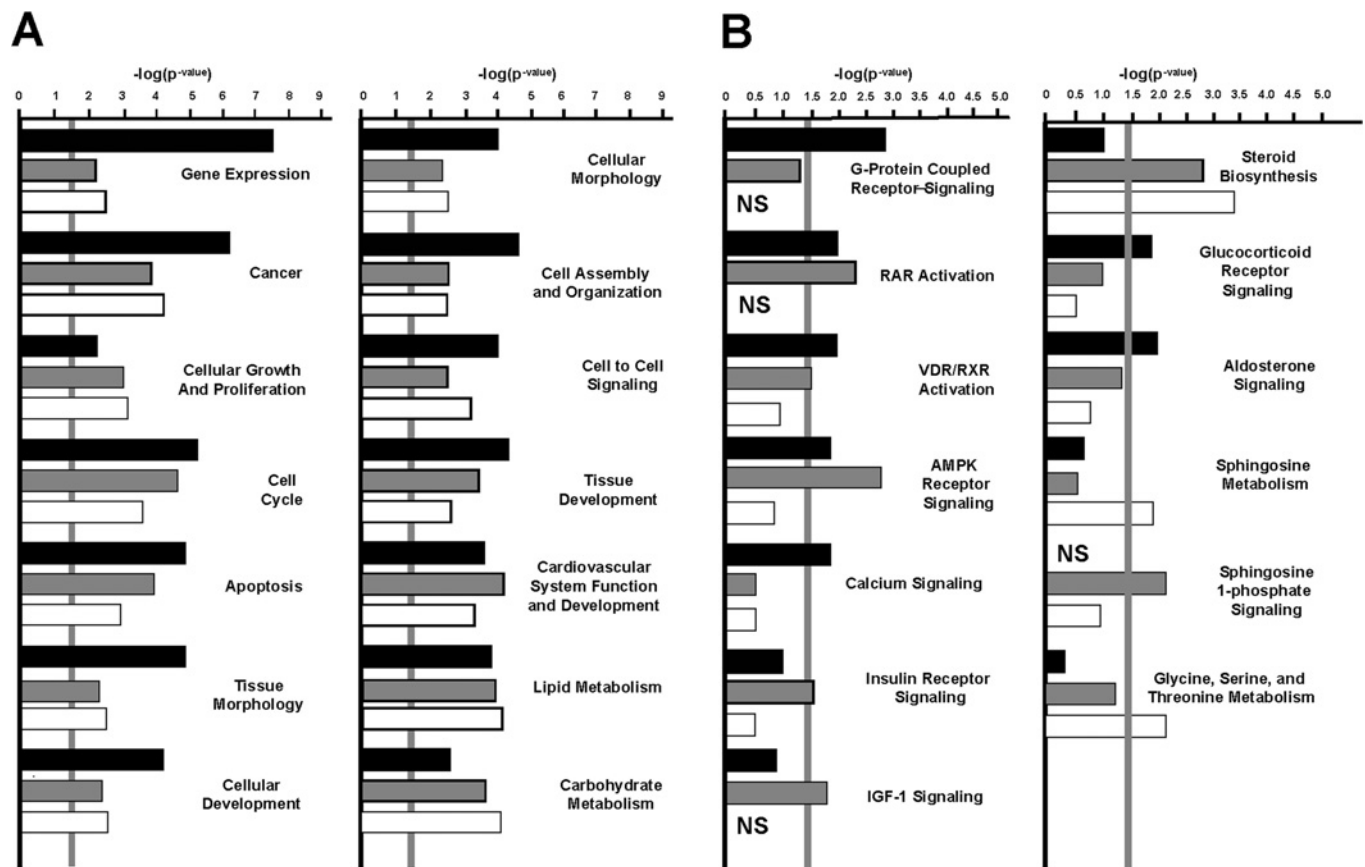 A
B
-log(p-value)
0 1 2 3 4 5 6 7 8 9
Gene Expression
Cancer
Cellular Growth
And Proliferation
Cell
Cycle
Apoptosis
Tissue
Morphology
Cellular
Development
-log(p-value)
0 1 2 3 4 5 6 7 8 9
Cellular
Morphology
Cell Assembly
and Organization
Cell to Cell
Signaling
Tissue
Development
Cardiovascular
System Function
and Development
Lipid Metabolism
Carbohydrate
Metabolism
-log(p-value)
0 0.5 1.0 1.5 2.0 2.5 3.0 3.5 4.0 5.0
G-Protein Coupled
Receptor Signaling
NS
RAR Activation
NS
VDR/RXR
Activation
AMPK
Receptor
Signaling
Calcium Signaling
Insulin Receptor
Signaling
IGF-1 Signaling
NS
-log(p-value)
0 0.5 1.0 1.5 2.0 2.5 3.0 3.5 4.0 5.0
Steroid
Biosynthesis
Glucocorticoid
Receptor
Signaling
Aldosterone
Signaling
Sphingosine
Metabolism
NS
Sphingosine
1-phosphate
Signaling
Glycine, Serine, and
Threonine Metabolism